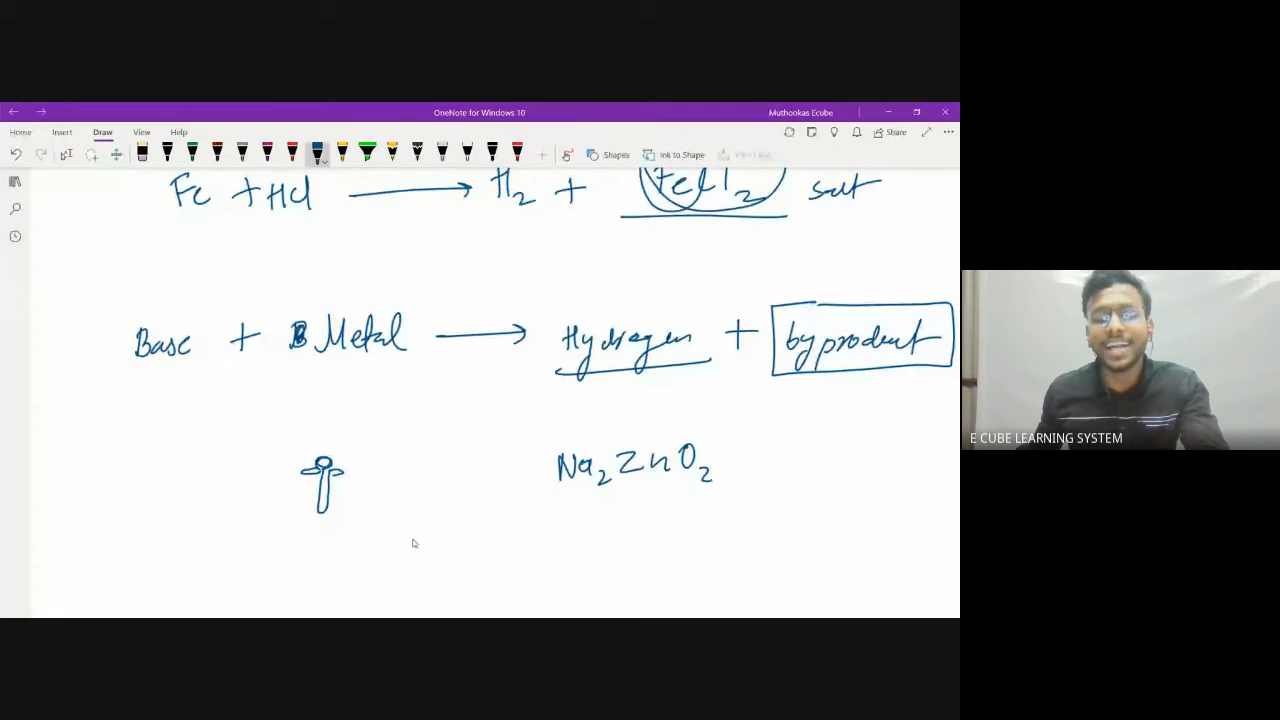 OneNote for Windows 10
Muthookas Ecube
Home Insert Draw View Help
Share
Shapes Ink to Shape
Fe + HCl ⟶ H₂ + FeCl₂ salt
Base + Metal ⟶ Hydrogen + byproduct
Na₂ZnO₂
E CUBE LEARNING SYSTEM